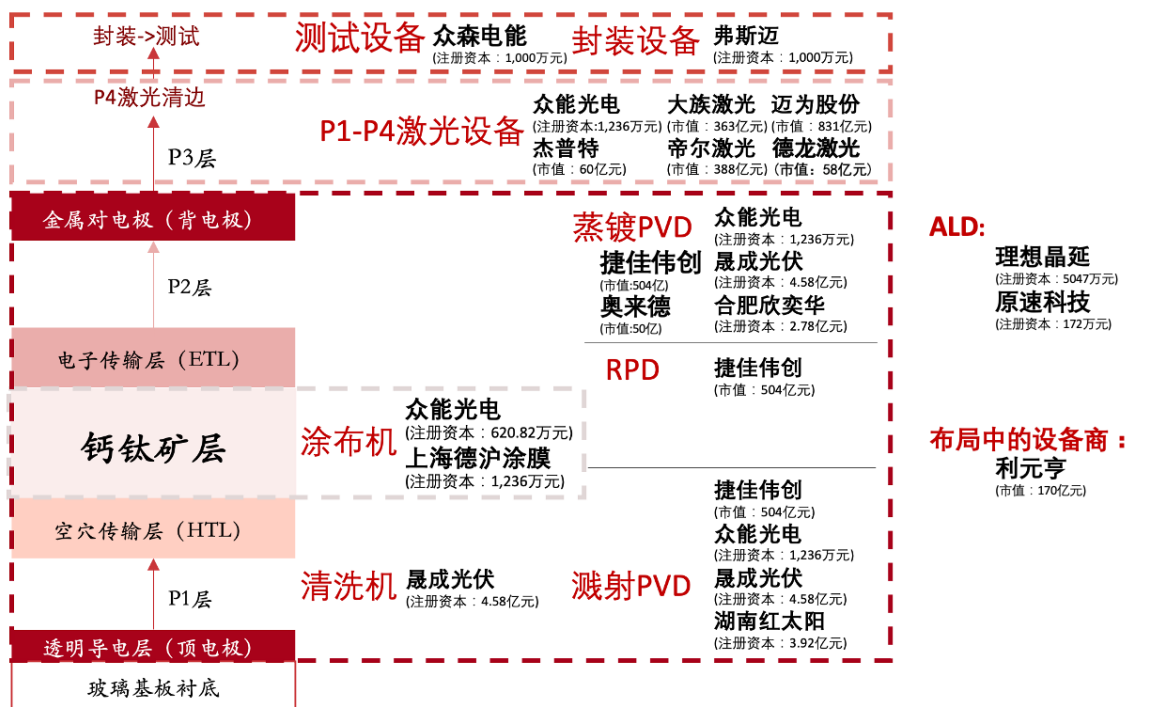 封装->测试
测试设备
众森电能
(注册资本：1,000万元)
封装设备
弗斯迈
(注册资本：1,000万元)
P4激光清边
P1-P4激光设备
众能光电
(注册资本:1,236万元)
大族激光
(市值：363亿元)
迈为股份
(市值：831亿元)
杰普特
(市值：60亿元)
帝尔激光
(市值：388亿元)
德龙激光
(市值：58亿元)
P3层
金属对电极（背电极）
P2层
电子传输层（ETL）
钙钛矿层
空穴传输层（HTL）
P1层
透明导电层（顶电极）
玻璃基板衬底
涂布机
众能光电
(注册资本：620.82万元)
上海德沪涂膜
(注册资本：1,236万元)
清洗机
晟成光伏
(注册资本：4.58亿元)
蒸镀PVD
众能光电
(注册资本：1,236万元)
捷佳伟创
(市值:504亿)
晟成光伏
(注册资本：4.58亿元)
奥来德
(市值:50亿)
合肥欣奕华
(注册资本：2.78亿元)
RPD
捷佳伟创
(市值：504亿元)
溅射PVD
捷佳伟创
(市值：504亿元)
众能光电
(注册资本：1,236万元)
晟成光伏
(注册资本：4.58亿元)
湖南红太阳
(注册资本：3.92亿元)
ALD:
理想晶延
(注册资本：5047万元)
原速科技
(注册资本：172万元)
布局中的设备商：
利元亨
(市值：170亿元)